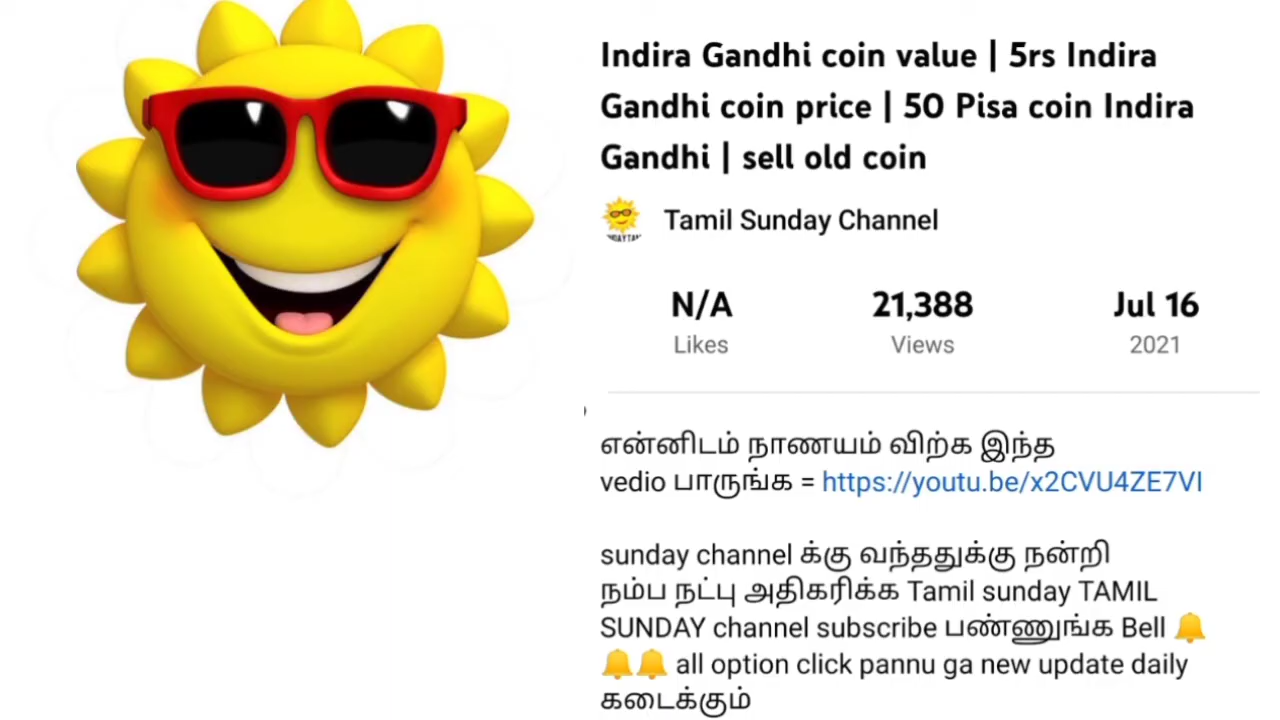 Indira Gandhi coin value | 5rs Indira
Gandhi coin price | 50 Pisa coin Indira
Gandhi | sell old coin
Tamil Sunday Channel
N/A 21,388 Jul 16
Likes Views 2021
என்னிடம் நாணயம் விற்க இந்த
vedio பாருங்க = https://youtu.be/x2CVU4ZE7VI
sunday channel க்கு வந்ததுக்கு நன்றி
நம்ப நட்பு அதிகரிக்க Tamil sunday TAMIL
SUNDAY channel subscribe பண்ணுங்க Bell 🔔
🔔🔔 all option click pannu ga new update daily
கடைக்கும்